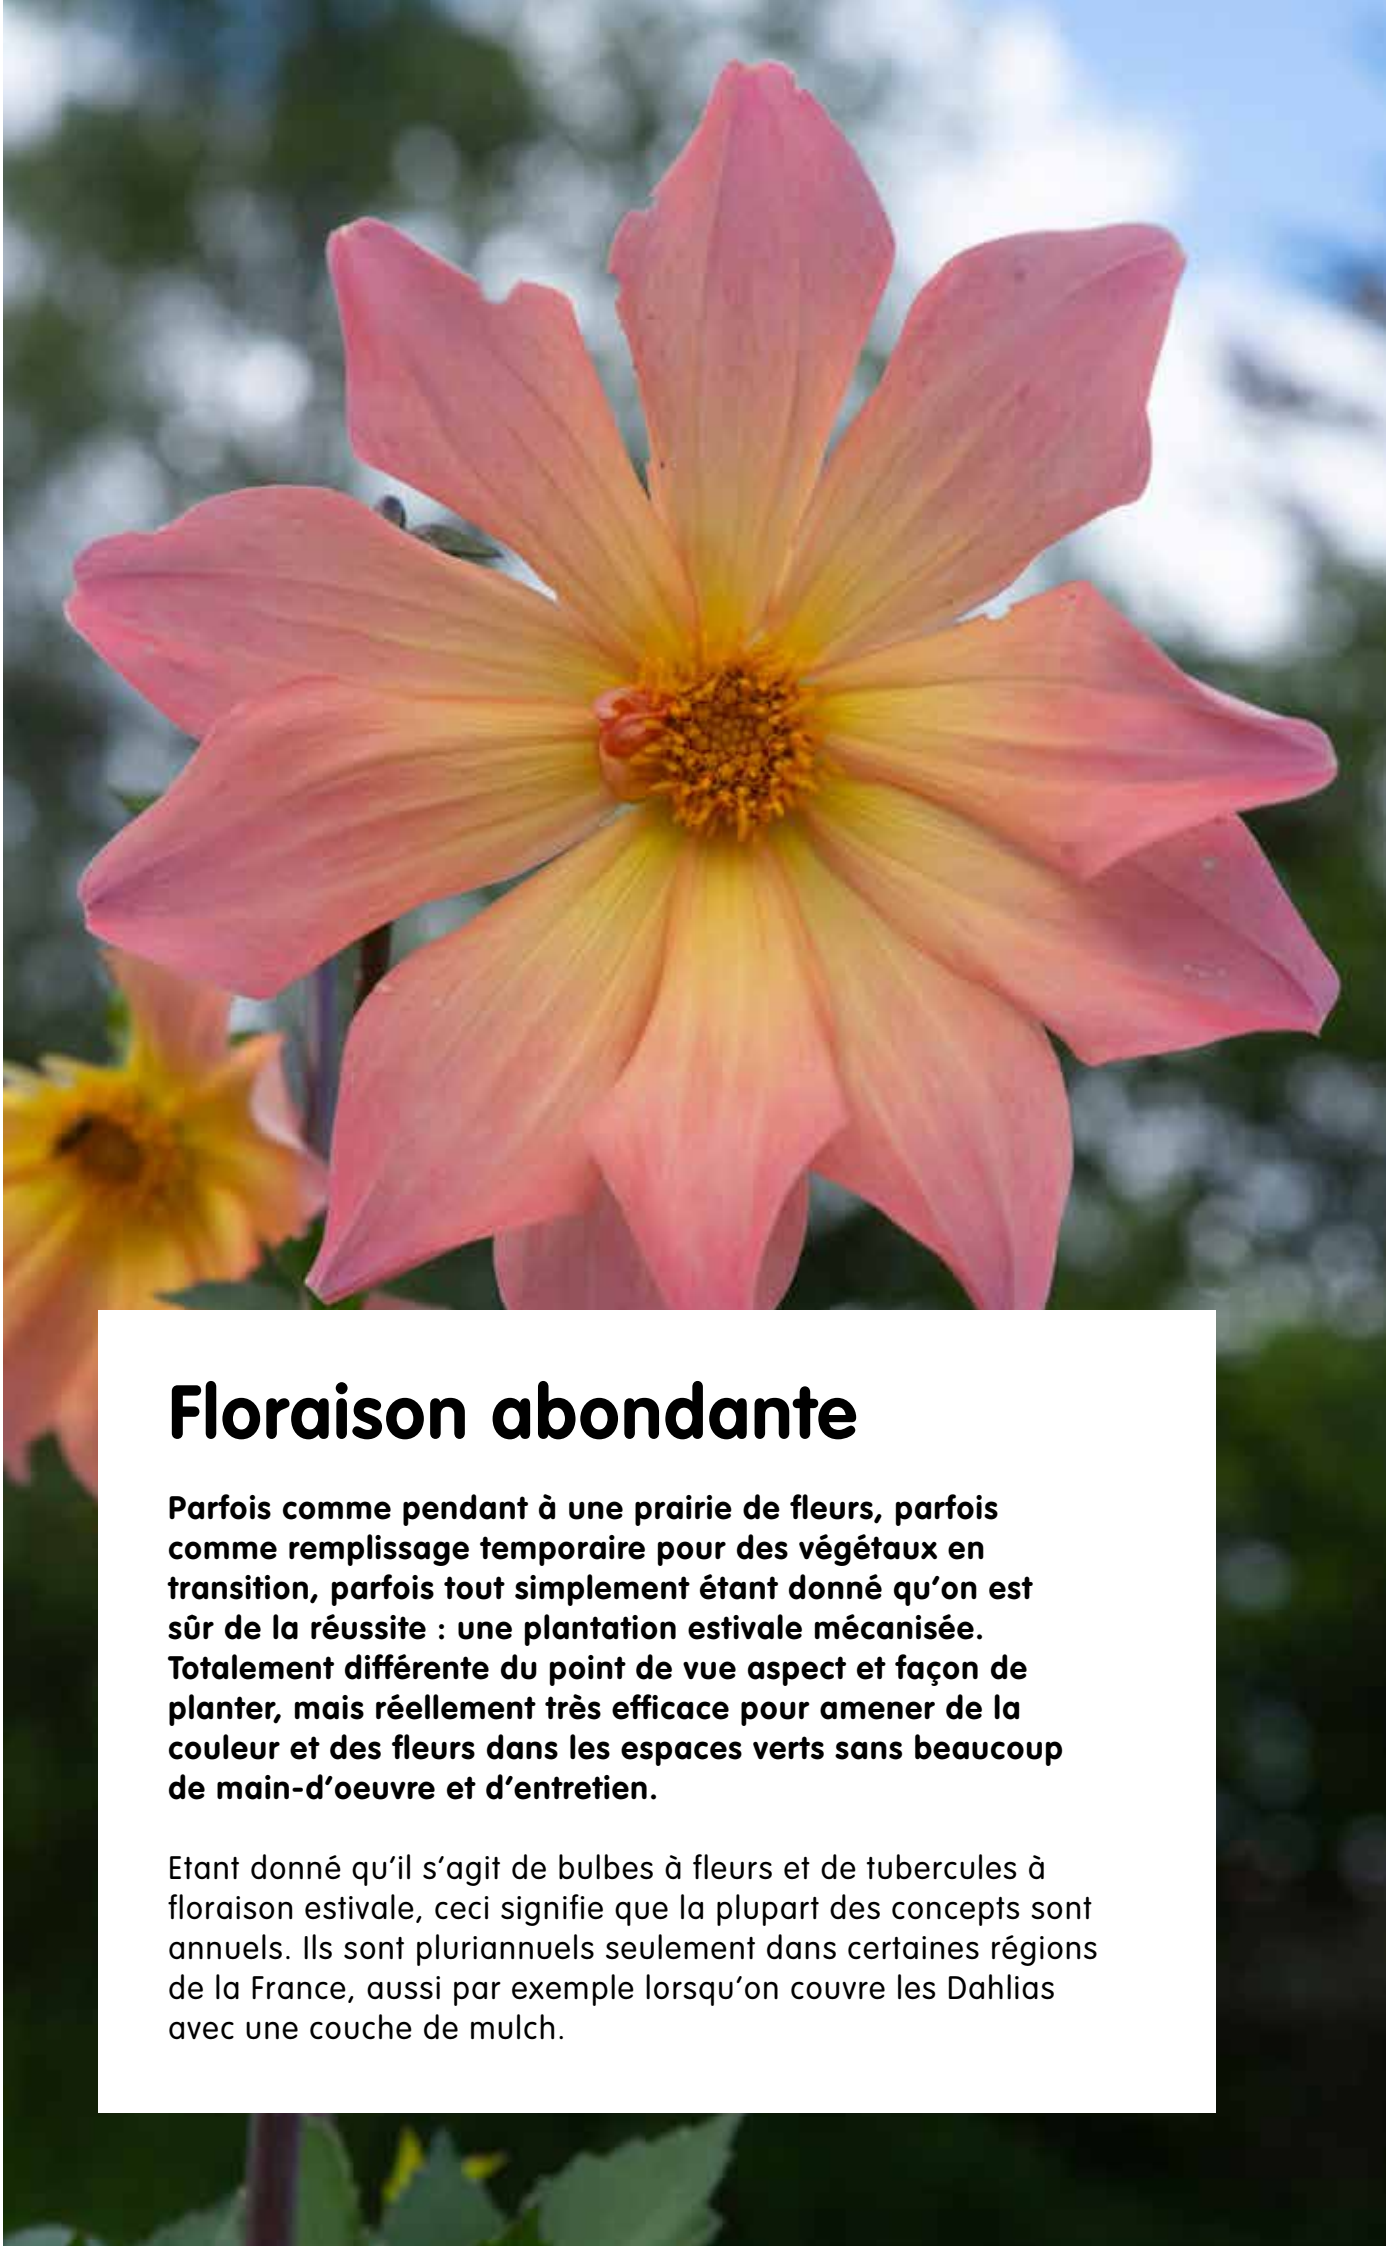 Floraison abondante
Parfois comme pendant à une prairie de fleurs, parfois
comme remplissage temporaire pour des végétaux en
transition, parfois tout simplement étant donné qu’on est
sûr de la réussite : une plantation estivale mécanisée.
Totalement différente du point de vue aspect et façon de
planter, mais réellement très efficace pour amener de la
couleur et des fleurs dans les espaces verts sans beaucoup
de main-d’oeuvre et d’entretien.
Etant donné qu’il s’agit de bulbes à fleurs et de tubercules à
floraison estivale, ceci signifie que la plupart des concepts sont
annuels. Ils sont pluriannuels seulement dans certaines régions
de la France, aussi par exemple lorsqu’on couvre les Dahlias
avec une couche de mulch.